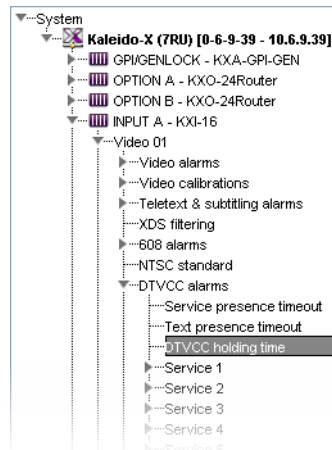 System
Kaleido-X (7RU) [0-6-9-39 - 10.6.9.39]
GPI/GENLOCK - KXA-GPI-GEN
OPTION A - KXO-24Router
OPTION B - KXO-24Router
INPUT A - KXI-16
Video 01
Video alarms
Video calibrations
Teletext & subtitling alarms
XDS filtering
608 alarms
NTSC standard
DTVCC alarms
Service presence timeout
Text presence timeout
DTVCC holding time
Service 1
Service 2
Service 3
Service 4